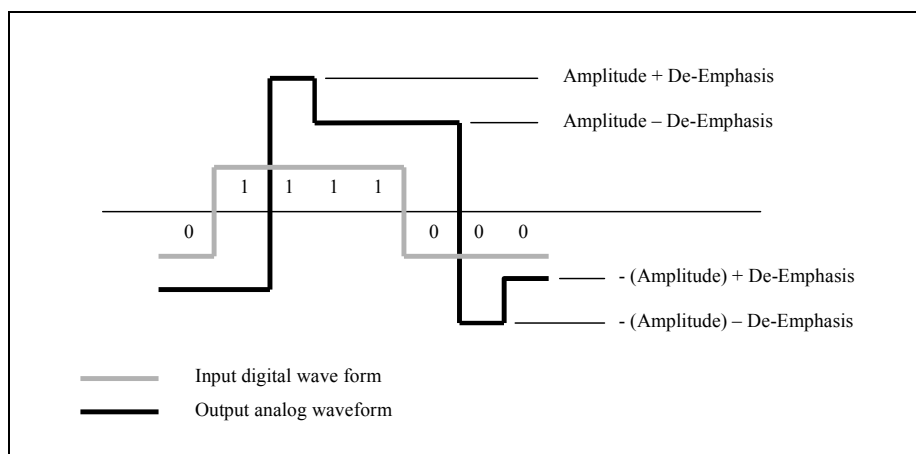 Amplitude + De-Emphasis
Amplitude – De-Emphasis
1 1 1 1
0 0 0 0
- (Amplitude) + De-Emphasis
- (Amplitude) – De-Emphasis
Input digital wave form
Output analog waveform